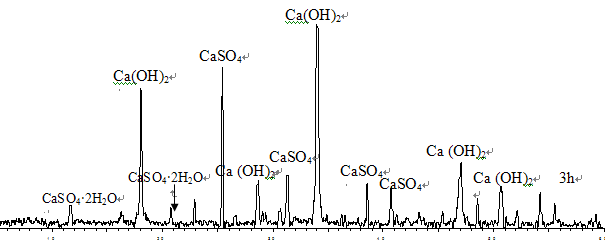 Ca(OH)₂↵
CaSO₄↵
Ca(OH)₂↵
CaSO₄·2H₂O↵
CaSO₄·2H₂O↵
Ca (OH)₂↵
CaSO₄↵
CaSO₄↵
CaSO₄↵
Ca (OH)₂↵
Ca (OH)₂↵
3h↵